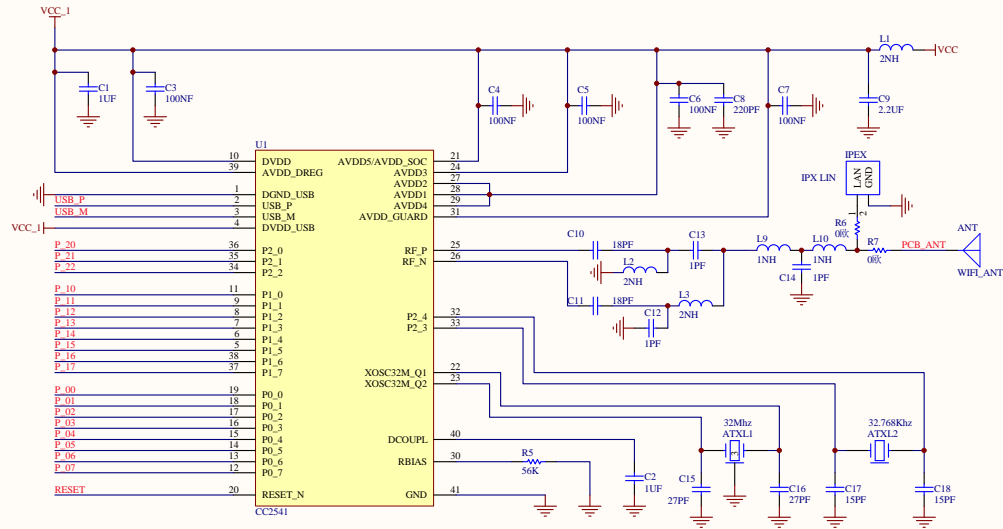 VCC_1
L1
2NH
VCC
C1
1UF
C3
100NF
C4
100NF
C5
100NF
C6
100NF
C8
220PF
C7
100NF
C9
2.2UF
U1
10 DVDD
39 AVDD_DREG
1 DGND_USB
USB_P 2 USB_P
USB_M 3 USB_M
VCC_1 4 DVDD_USB
P_20 36 P2_0
P_21 35 P2_1
P_22 34 P2_2
P_10 11 P1_0
P_11 9 P1_1
P_12 8 P1_2
P_13 7 P1_3
P_14 6 P1_4
P_15 5 P1_5
P_16 38 P1_6
P_17 37 P1_7
P_00 19 P0_0
P_01 18 P0_1
P_02 17 P0_2
P_03 16 P0_3
P_04 15 P0_4
P_05 14 P0_5
P_06 13 P0_6
P_07 12 P0_7
RESET 20 RESET_N
CC2541
AVDD5/AVDD_SOC 21
AVDD3 24
AVDD2 27
AVDD1 28
AVDD4 29
AVDD_GUARD 31
RF_P 25
RF_N 26
P2_4 32
P2_3 33
XOSC32M_Q1 22
XOSC32M_Q2 23
DCOUPL 40
RBIAS 30
GND 41
C10
18PF
L2
2NH
C13
1PF
C11
18PF
C12
1PF
L3
2NH
L9
1NH
L10
1NH
C14
1PF
IPEX
IPX LIN
LAN
GND
1
2
R6
0欧
R7
0欧
PCB_ANT
ANT
WIFI_ANT
R5
56K
C2
1UF
32Mhz
ATXL1
3
C15
27PF
C16
27PF
32.768Khz
ATXL2
C17
15PF
C18
15PF